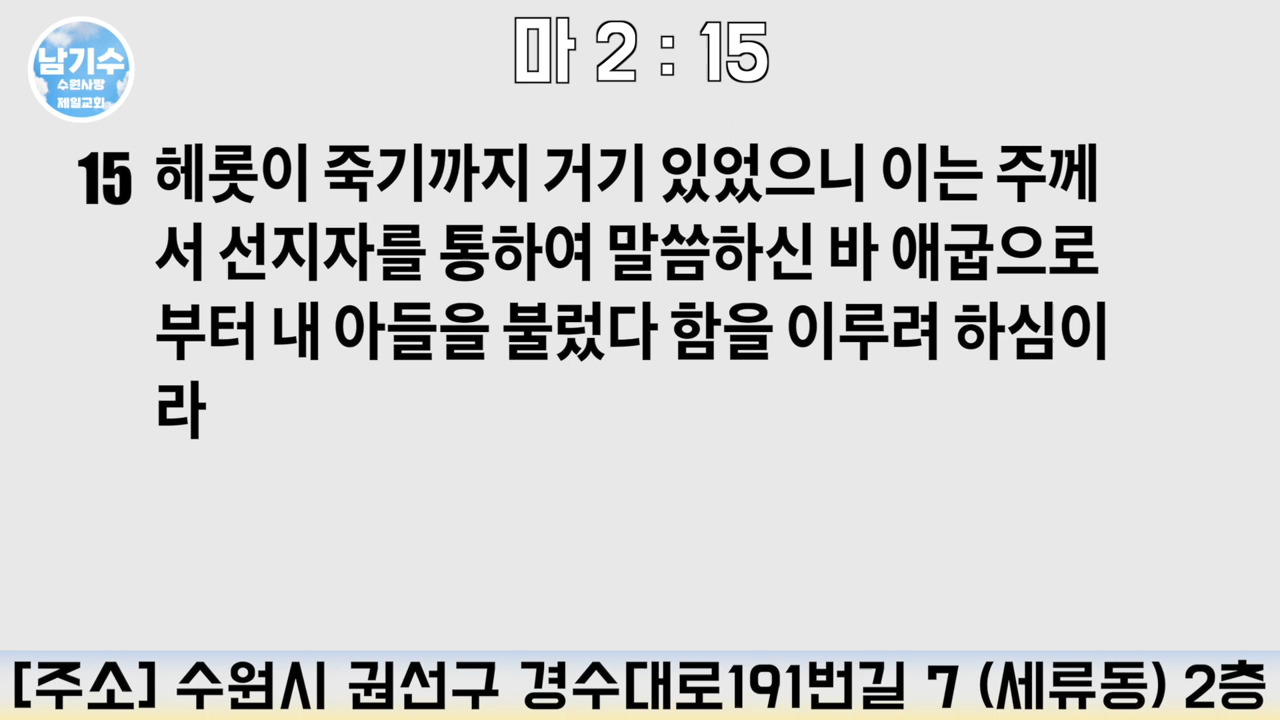 남기수
수원사랑
제일교회
마 2 : 15
15 헤롯이 죽기까지 거기 있었으니 이는 주께
서 선지자를 통하여 말씀하신 바 애굽으로
부터 내 아들을 불렀다 함을 이루려 하심이
라
[주소] 수원시 권선구 경수대로191번길 7 (세류동) 2층